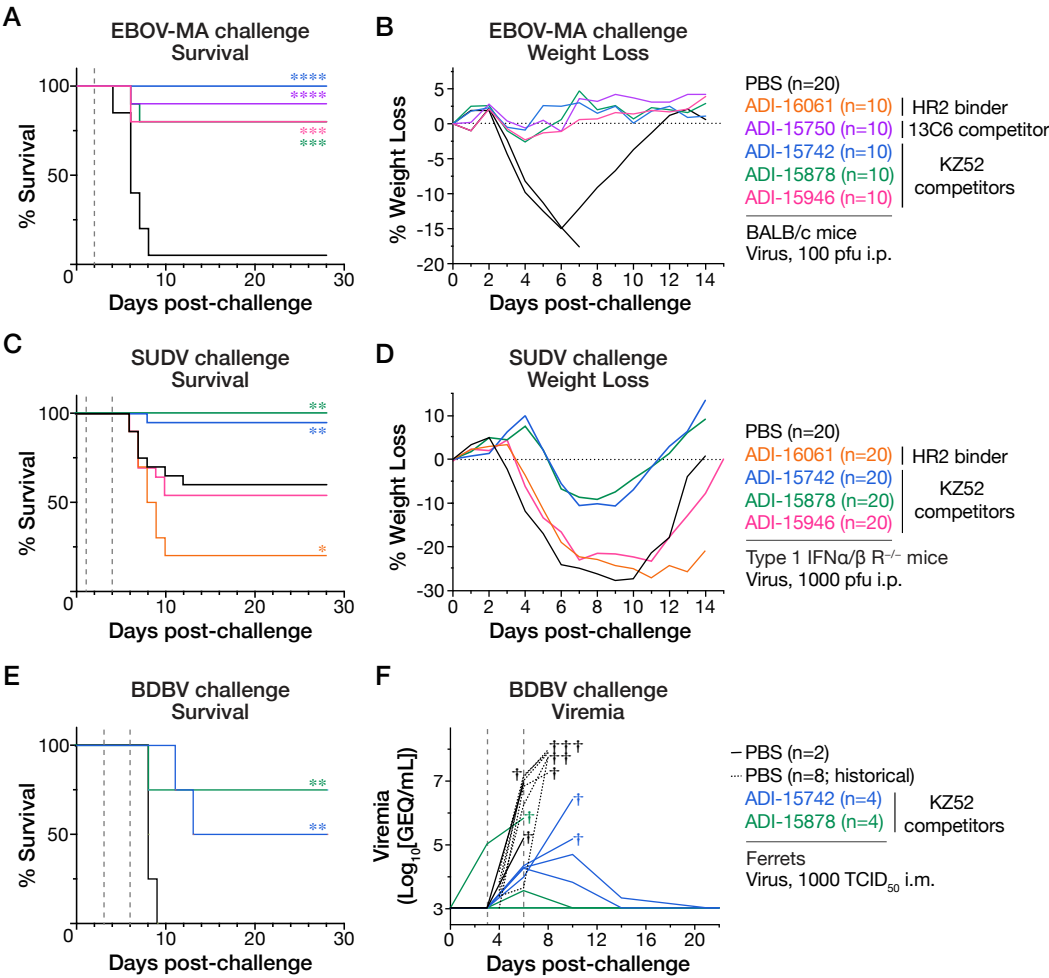 A
EBOV-MA challenge
Survival
% Survival
100
50
0
10
20
30
Days post-challenge
****
****
***
***
B
EBOV-MA challenge
Weight Loss
% Weight Loss
5
0
-5
-10
-15
-20
0
2
4
6
8
10
12
14
Days post-challenge
PBS (n=20)
ADI-16061 (n=10)
HR2 binder
ADI-15750 (n=10)
13C6 competitor
ADI-15742 (n=10)
ADI-15878 (n=10)
ADI-15946 (n=10)
KZ52
competitors
BALB/c mice
Virus, 100 pfu i.p.
C
SUDV challenge
Survival
% Survival
100
50
0
10
20
30
Days post-challenge
**
**
*
D
SUDV challenge
Weight Loss
% Weight Loss
10
0
-10
-20
-30
0
2
4
6
8
10
12
14
Days post-challenge
PBS (n=20)
ADI-16061 (n=20)
HR2 binder
ADI-15742 (n=20)
ADI-15878 (n=20)
ADI-15946 (n=20)
KZ52
competitors
Type 1 IFNα/β R−/− mice
Virus, 1000 pfu i.p.
E
BDBV challenge
Survival
% Survival
100
50
0
10
20
30
Days post-challenge
**
**
F
BDBV challenge
Viremia
Viremia
(Log10[GEQ/mL])
7
5
3
0
4
8
12
16
20
Days post-challenge
†††
††
† †
†
†
†
†
PBS (n=2)
PBS (n=8; historical)
ADI-15742 (n=4)
ADI-15878 (n=4)
KZ52
competitors
Ferrets
Virus, 1000 TCID50 i.m.